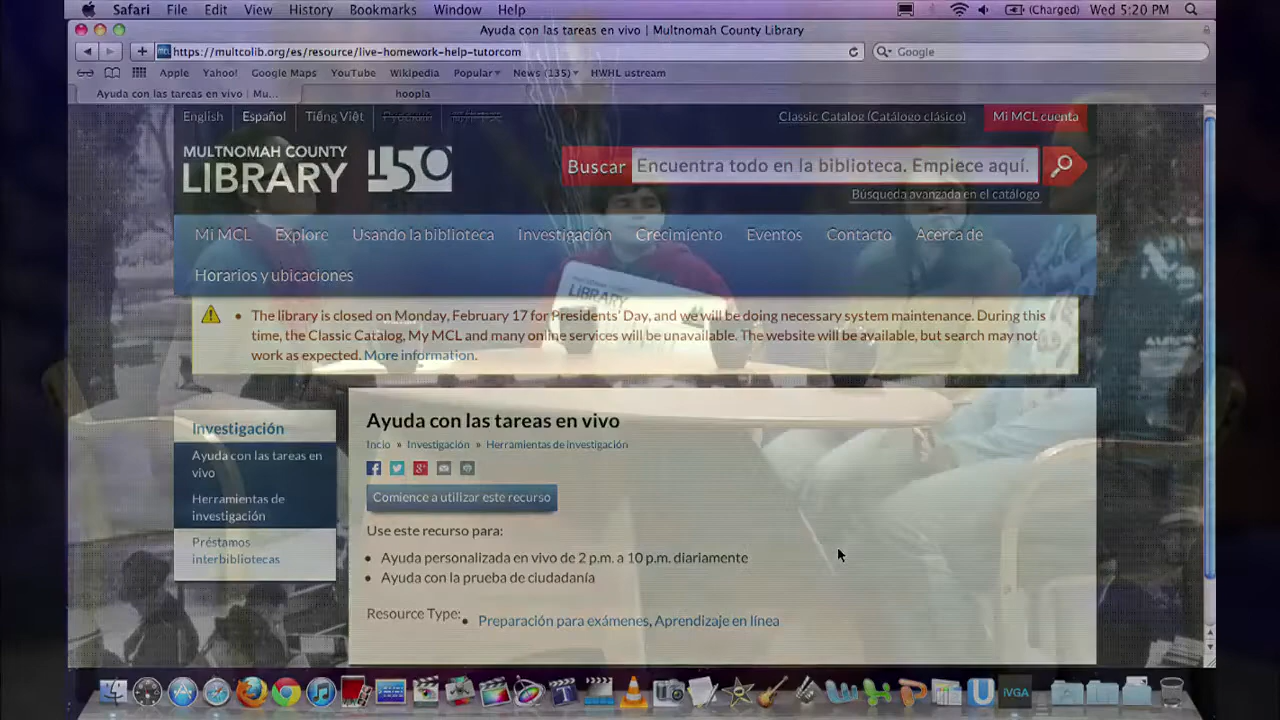 Safari File Edit View History Bookmarks Window Help (Charged) Wed 5:20 PM
Ayuda con las tareas en vivo | Multnomah County Library
https://multcolib.org/es/resource/live-homework-help-tutorcom Google
Apple Yahoo! Google Maps YouTube Wikipedia Popular News (135) HWHL ustream
Ayuda con las tareas en vivo | Mu... hoopla
English Español Tiếng Việt Classic Catalog (Catálogo clásico) Mi MCL cuenta
MULTNOMAH COUNTY
LIBRARY 150
Buscar Encuentra todo en la biblioteca. Empiece aquí.
Búsqueda avanzada en el catálogo
Mi MCL Explore Usando la biblioteca Investigación Crecimiento Eventos Contacto Acerca de
Horarios y ubicaciones
LIBRARY
The library is closed on Monday, February 17 for Presidents' Day, and we will be doing necessary system maintenance. During this
time, the Classic Catalog, My MCL and many online services will be unavailable. The website will be available, but search may not
work as expected. More information.
Investigación
Ayuda con las tareas en
vivo
Herramientas de
investigación
Préstamos
interbibliotecas
Ayuda con las tareas en vivo
Incio » Investigación » Herramientas de investigación
Comience a utilizar este recurso
Use este recurso para:
Ayuda personalizada en vivo de 2 p.m. a 10 p.m. diariamente
Ayuda con la prueba de ciudadanía
Resource Type:
Preparación para exámenes, Aprendizaje en línea
iVGA